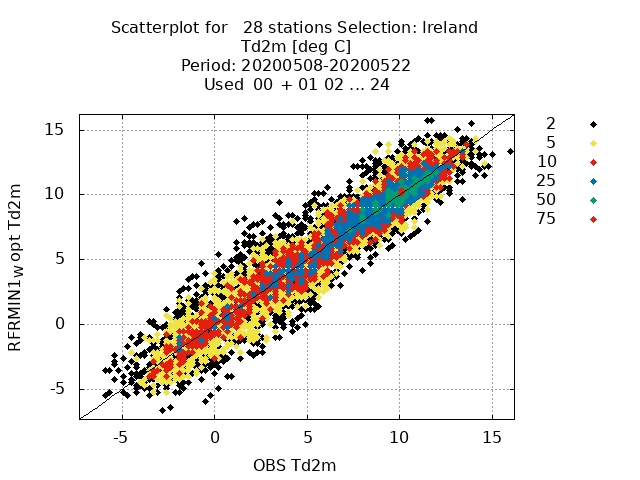 Scatterplot for   28 stations Selection: Ireland
Td2m [deg C]
Period: 20200508-20200522
Used  00 + 01 02 ... 24
RFRMIN1w opt Td2m
15
10
5
0
-5
-5
0
5
10
15
OBS Td2m
2
5
10
25
50
75